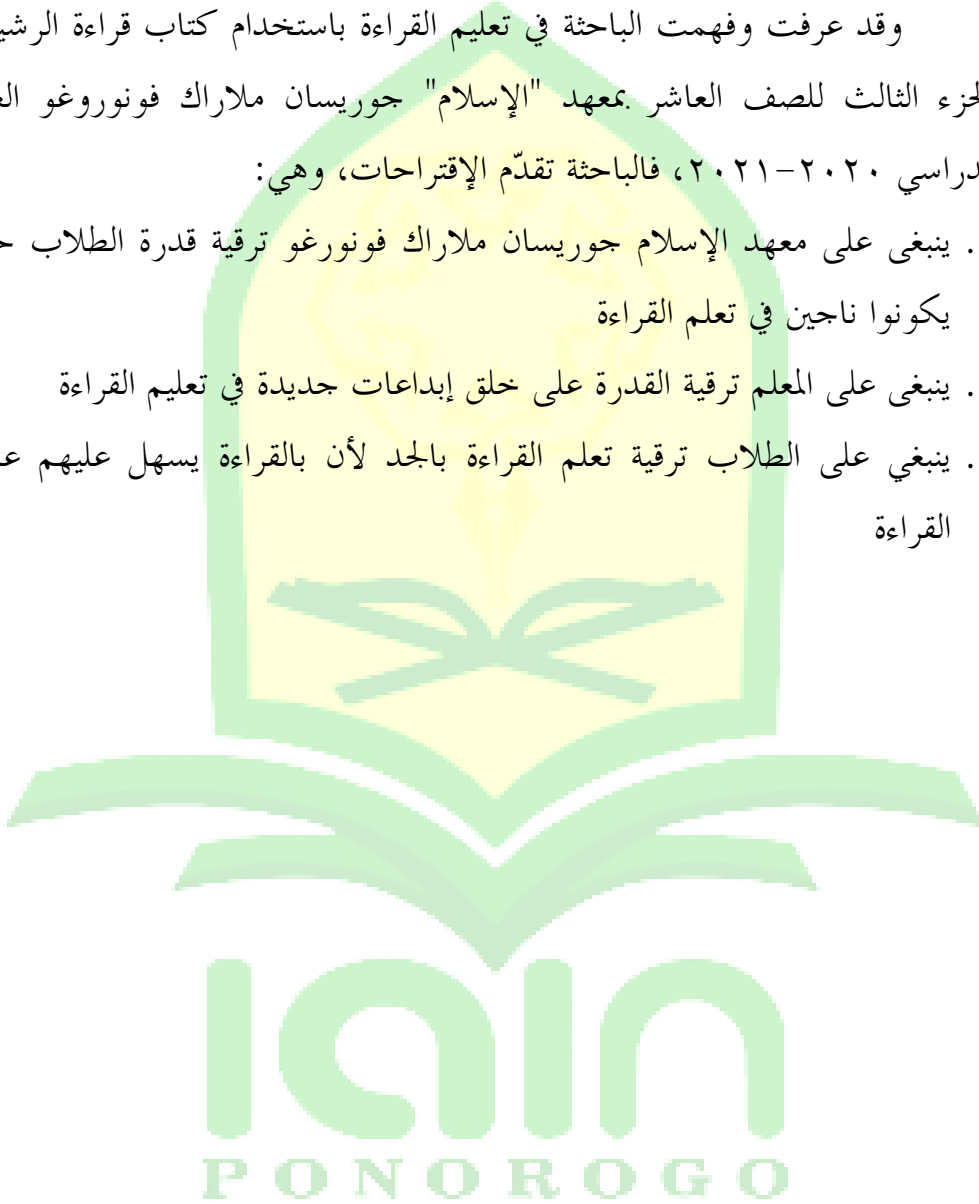 وقد عرفت وفهمت الباحثة في تعليم القراءة باستخدام كتاب قراءة الرشي
لجزء الثالث للصف العاشر بمعهد "الإسلام" جوريسان ملاراك فونوروغو الع
دراسي ٢٠٢٠-٢٠٢١، فالباحثة تقدّم الإقتراحات، وهي:
. ينبغى على معهد الإسلام جوريسان ملاراك فونورغو ترقية قدرة الطلاب ح
يكونوا ناجين في تعلم القراءة
. ينبغى على المعلم ترقية القدرة على خلق إبداعات جديدة في تعليم القراءة
. ينبغي على الطلاب ترقية تعلم القراءة بالجد لأن بالقراءة يسهل عليهم ع
القراءة
iain
PONOROGO